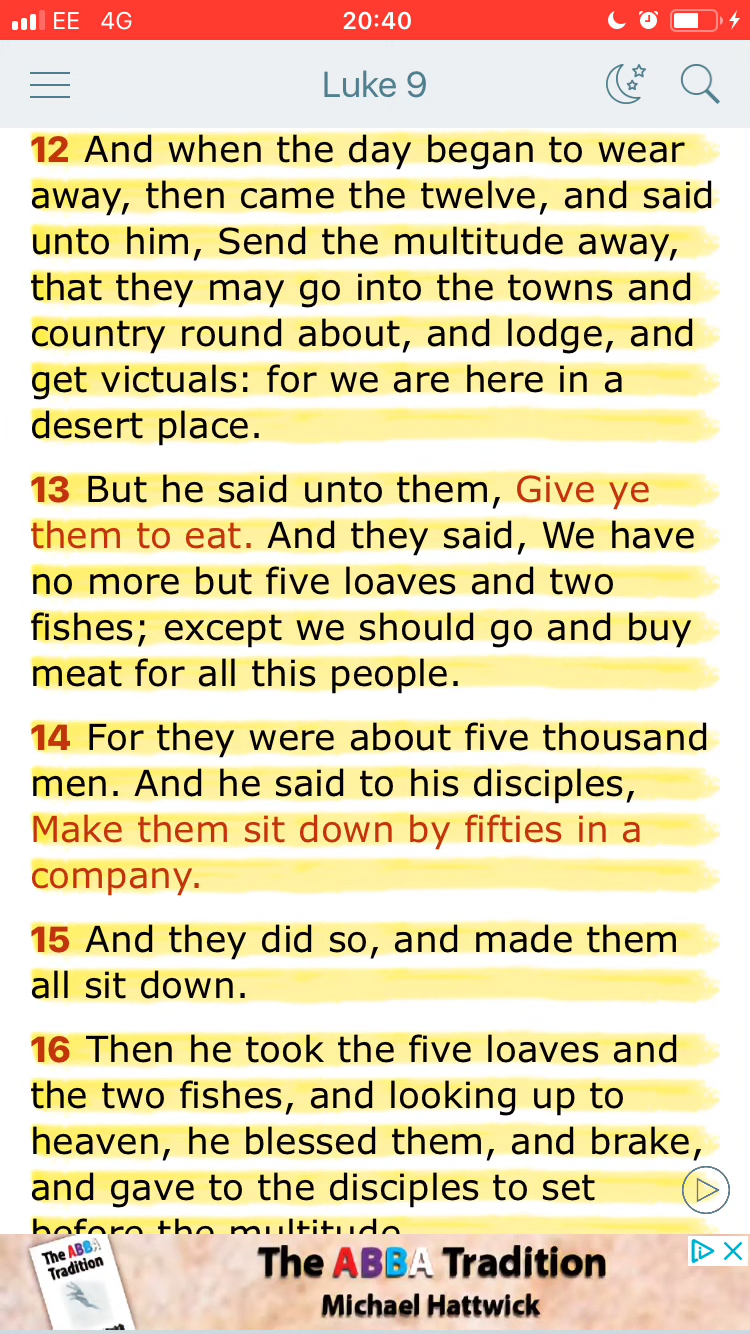 EE 4G 20:40
Luke 9
12 And when the day began to wear
away, then came the twelve, and said
unto him, Send the multitude away,
that they may go into the towns and
country round about, and lodge, and
get victuals: for we are here in a
desert place.
13 But he said unto them, Give ye
them to eat. And they said, We have
no more but five loaves and two
fishes; except we should go and buy
meat for all this people.
14 For they were about five thousand
men. And he said to his disciples,
Make them sit down by fifties in a
company.
15 And they did so, and made them
all sit down.
16 Then he took the five loaves and
the two fishes, and looking up to
heaven, he blessed them, and brake,
and gave to the disciples to set
before the multitude.
The ABBA
Tradition
The ABBA Tradition
Michael Hattwick